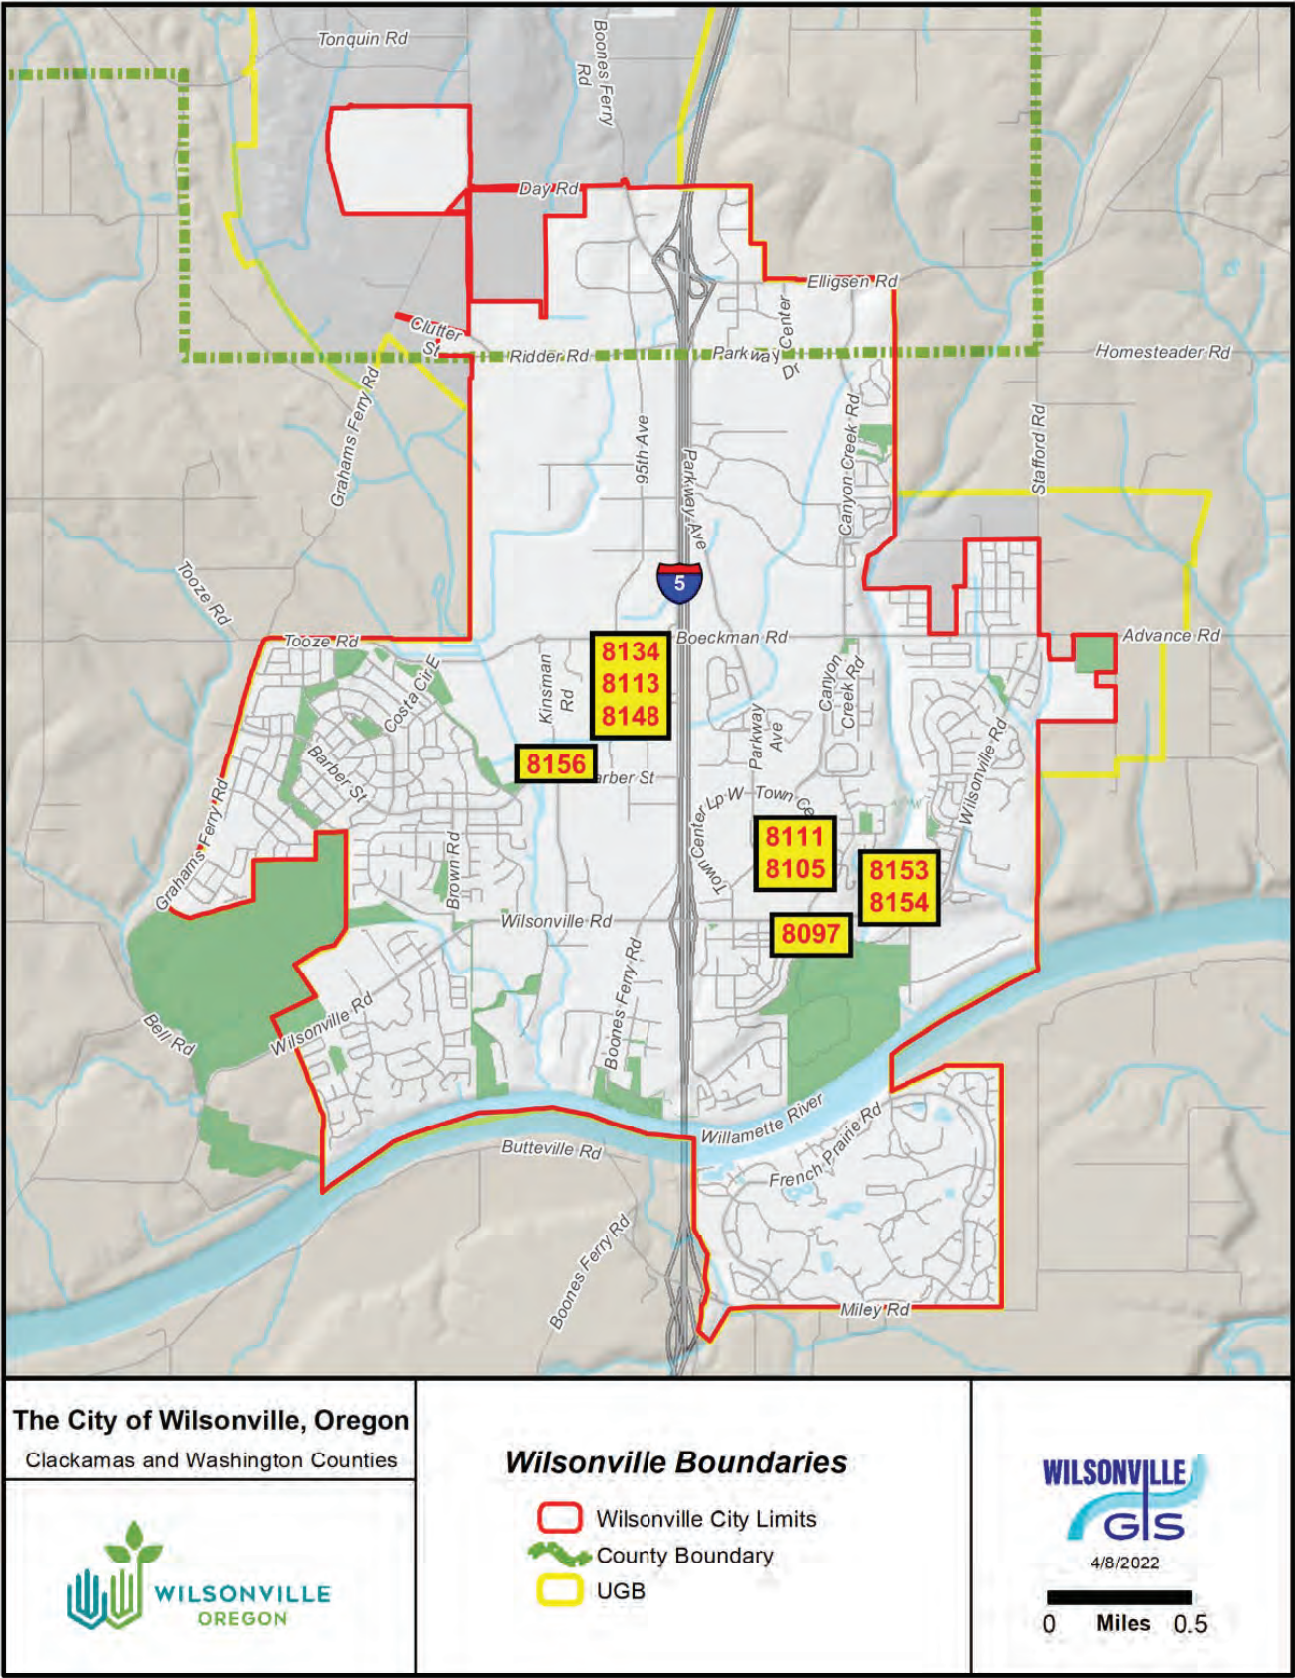 Tonquin Rd
Boones Ferry
Rd
Day Rd
Elligsen Rd
Clutter
St
Ridder Rd
Parkway
Center
Dr
Homesteader Rd
Grahams Ferry Rd
95th Ave
Parkway Ave
Canyon Creek Rd
Stafford Rd
Tooze Rd
5
Tooze Rd
Boeckman Rd
Advance Rd
8134
8113
8148
Kinsman
Rd
Costa Cir E
Canyon
Creek Rd
Parkway
Ave
Wilsonville Rd
8156
arber St
Barber St
Grahams Ferry Rd
Town Center Lp W
Town Ce
8111
8105
8153
8154
Brown Rd
Wilsonville Rd
8097
Boones Ferry Rd
Wilsonville Rd
Bell Rd
Willamette River
French Prairie Rd
Butteville Rd
Boones Ferry Rd
Miley Rd
The City of Wilsonville, Oregon
Clackamas and Washington Counties
WILSONVILLE
OREGON
Wilsonville Boundaries
Wilsonville City Limits
County Boundary
UGB
WILSONVILLE
GIS
4/8/2022
0 Miles 0.5